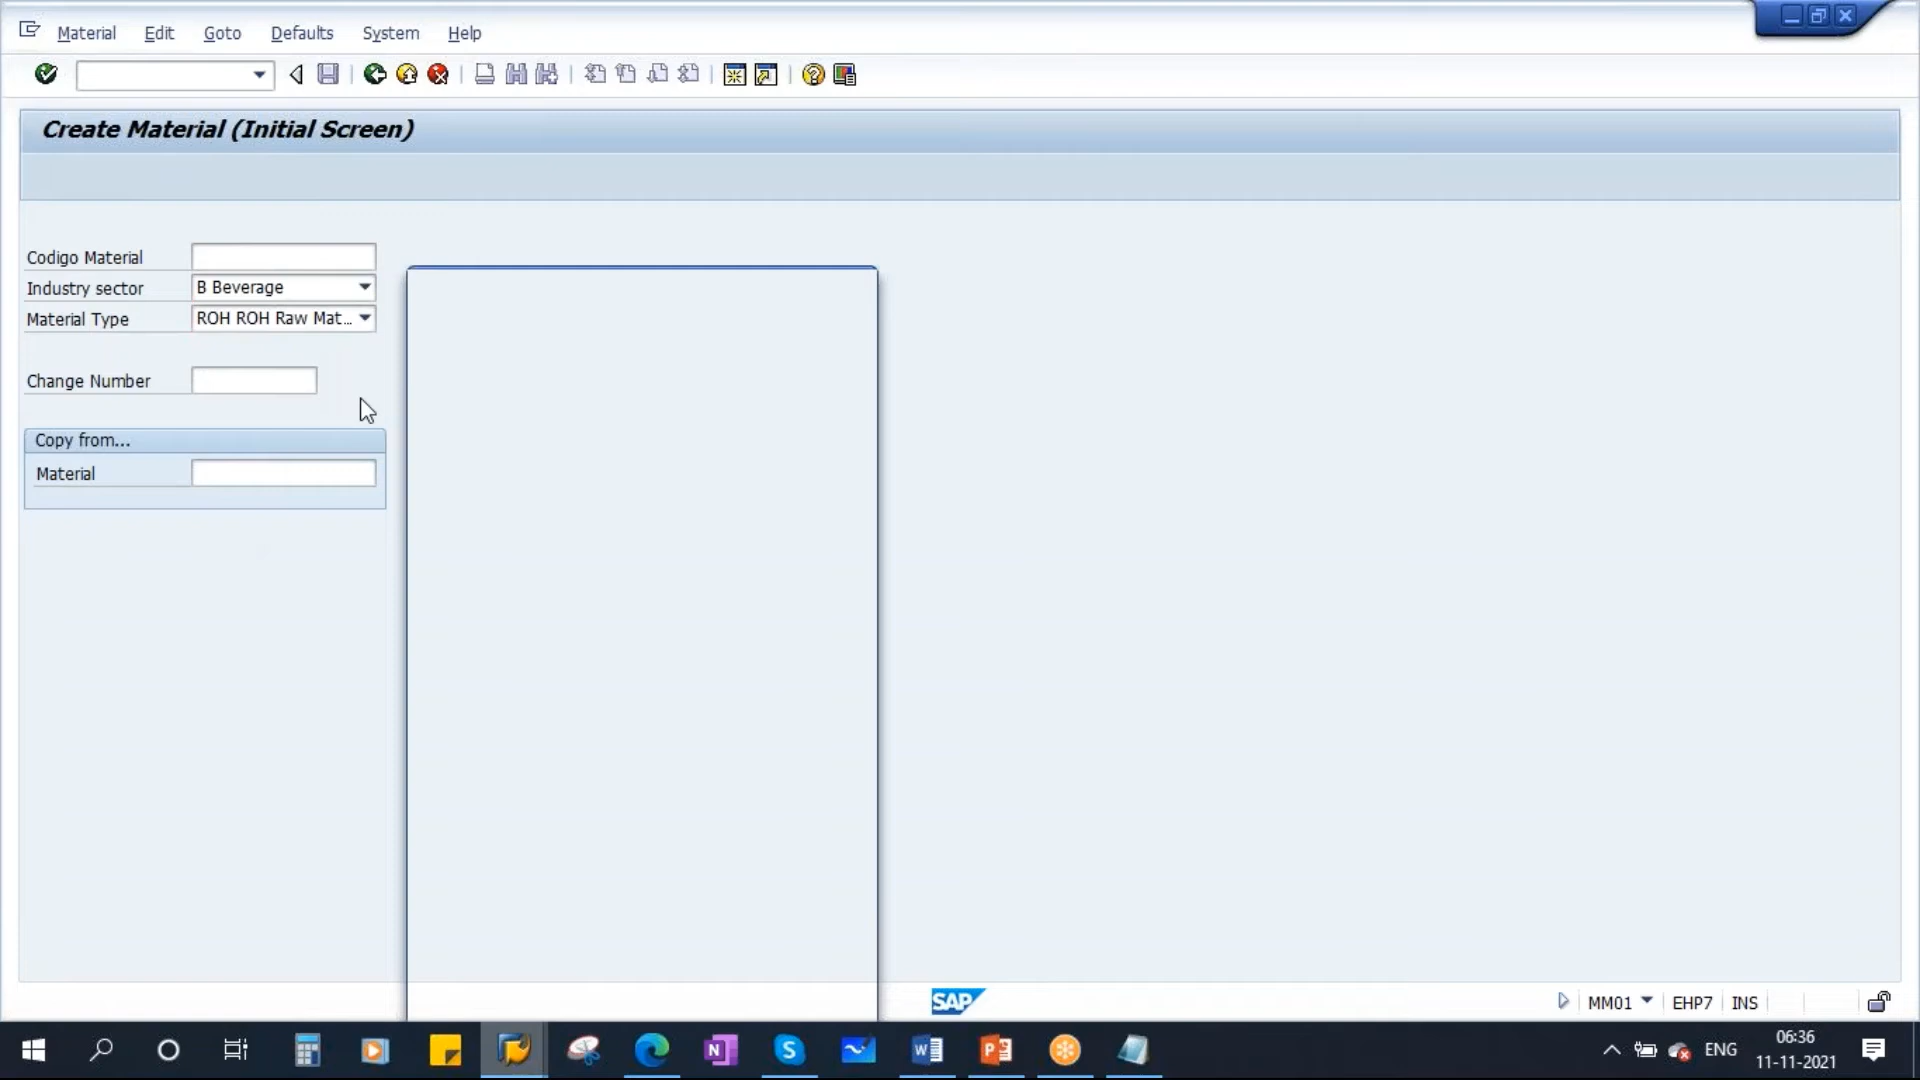 Material Edit Goto Defaults System Help
Create Material (Initial Screen)
Codigo Material
Industry sector B Beverage
Material Type ROH ROH Raw Mat...
Change Number
Copy from...
Material
SAP
MM01 EHP7 INS
ENG 06:36
11-11-2021